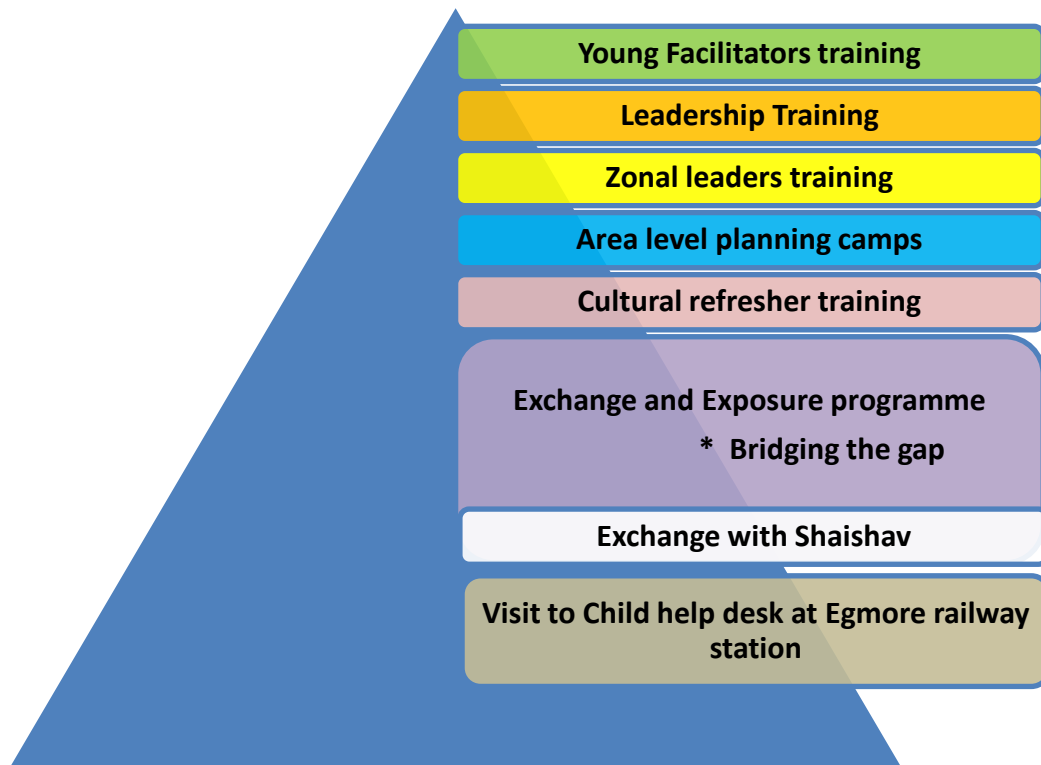 Young Facilitators training
Leadership Training
Zonal leaders training
Area level planning camps
Cultural refresher training
Exchange and Exposure programme
* Bridging the gap
Exchange with Shaishav
Visit to Child help desk at Egmore railway
station